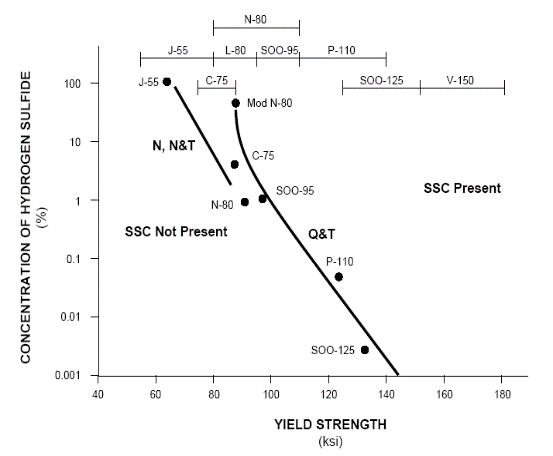 N-80
J-55 L-80 SOO-95 P-110
C-75 SOO-125 V-150
100
10
1
0.1
0.01
0.001
CONCENTRATION OF HYDROGEN SULFIDE
(%)
J-55
Mod N-80
N, N&T
C-75
SOO-95
N-80
SSC Present
SSC Not Present
Q&T
P-110
SOO-125
40 60 80 100 120 140 160 180
YIELD STRENGTH
(ksi)